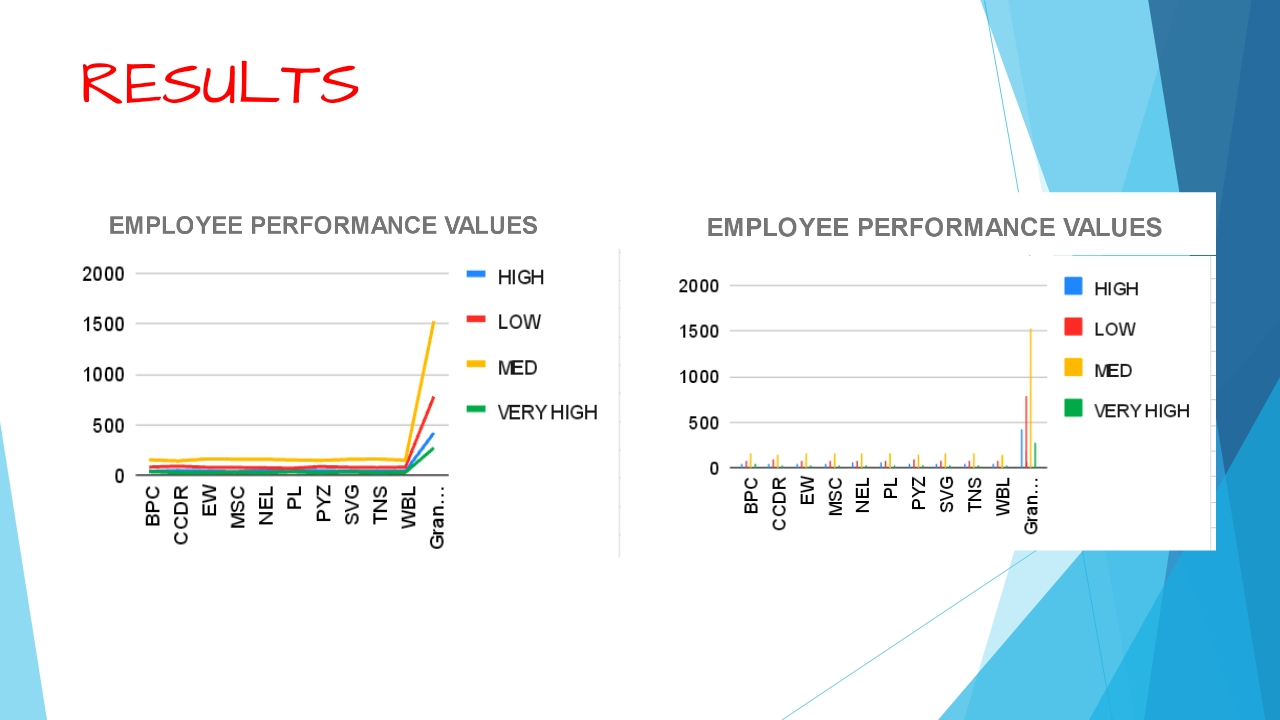 RESULTS
EMPLOYEE PERFORMANCE VALUES
2000
1500
1000
500
0
BPC
CCDR
EW
MSC
NEL
PL
PYZ
SVG
TNS
WBL
Gran...
HIGH
LOW
MED
VERY HIGH
EMPLOYEE PERFORMANCE VALUES
2000
1500
1000
500
0
BPC
CCDR
EW
MSC
NEL
PL
PYZ
SVG
TNS
WBL
Gran...
HIGH
LOW
MED
VERY HIGH